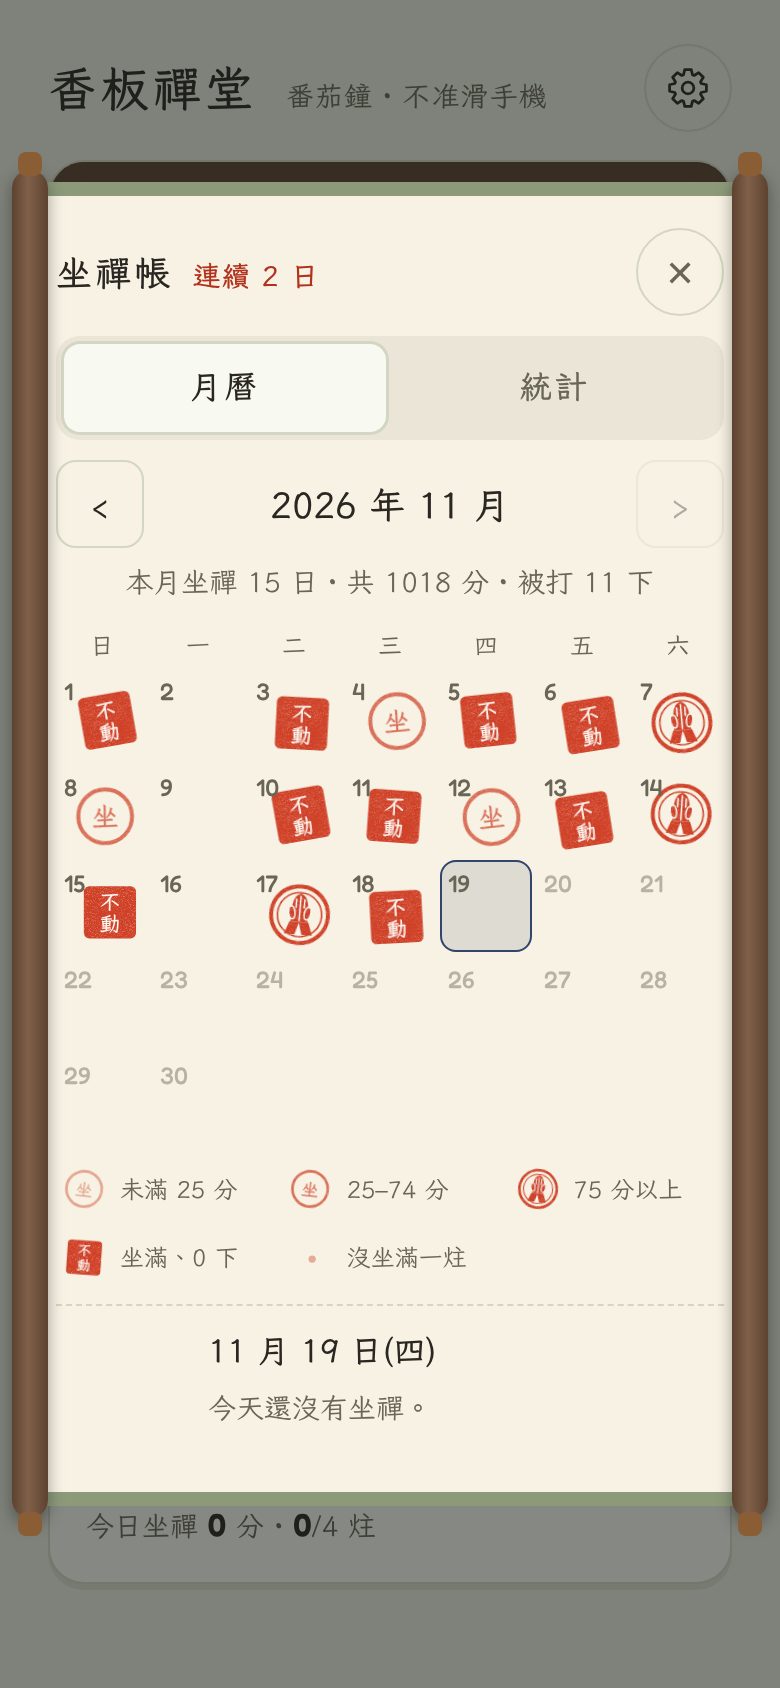 香板禪堂 番茄鐘・不准滑手機
坐禪帳 連續 2 日 ×
月曆 統計
< 2026 年 11 月 >
本月坐禪 15 日・共 1018 分・被打 11 下
日 一 二 三 四 五 六
1 不動 2 3 不動 4 坐 5 不動 6 不動 7
8 坐 9 10 不動 11 不動 12 坐 13 不動 14
15 不動 16 17 18 不動 19 20 21
22 23 24 25 26 27 28
29 30
坐 未滿 25 分 坐 25–74 分 75 分以上
不動 坐滿、0 下 沒坐滿一炷
11 月 19 日(四)
今天還沒有坐禪。
今日坐禪 0 分・0/4 炷